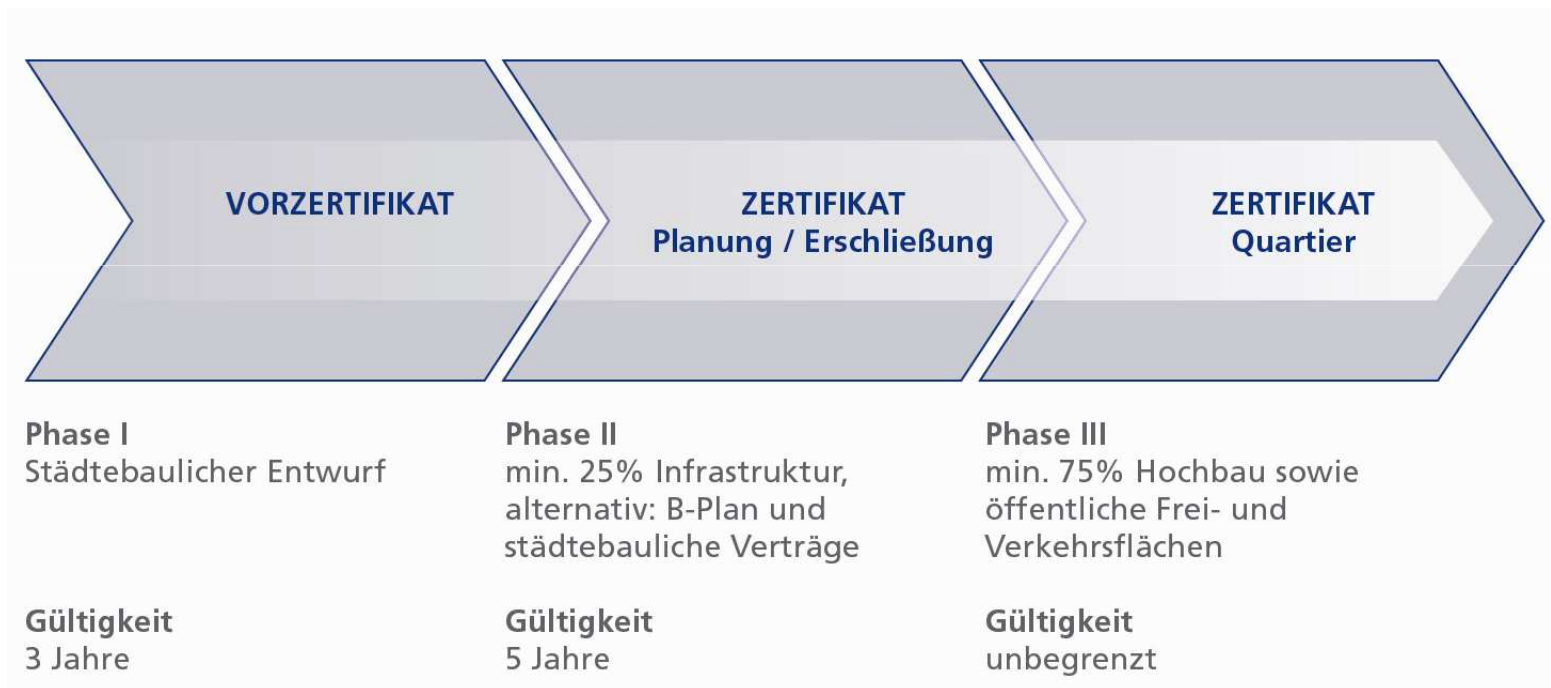 VORZERTIFIKAT
ZERTIFIKAT
Planung / Erschließung
ZERTIFIKAT
Quartier
Phase I
Städtebaulicher Entwurf
Gültigkeit
3 Jahre
Phase II
min. 25% Infrastruktur,
alternativ: B-Plan und
städtebauliche Verträge
Gültigkeit
5 Jahre
Phase III
min. 75% Hochbau sowie
öffentliche Frei- und
Verkehrsflächen
Gültigkeit
unbegrenzt